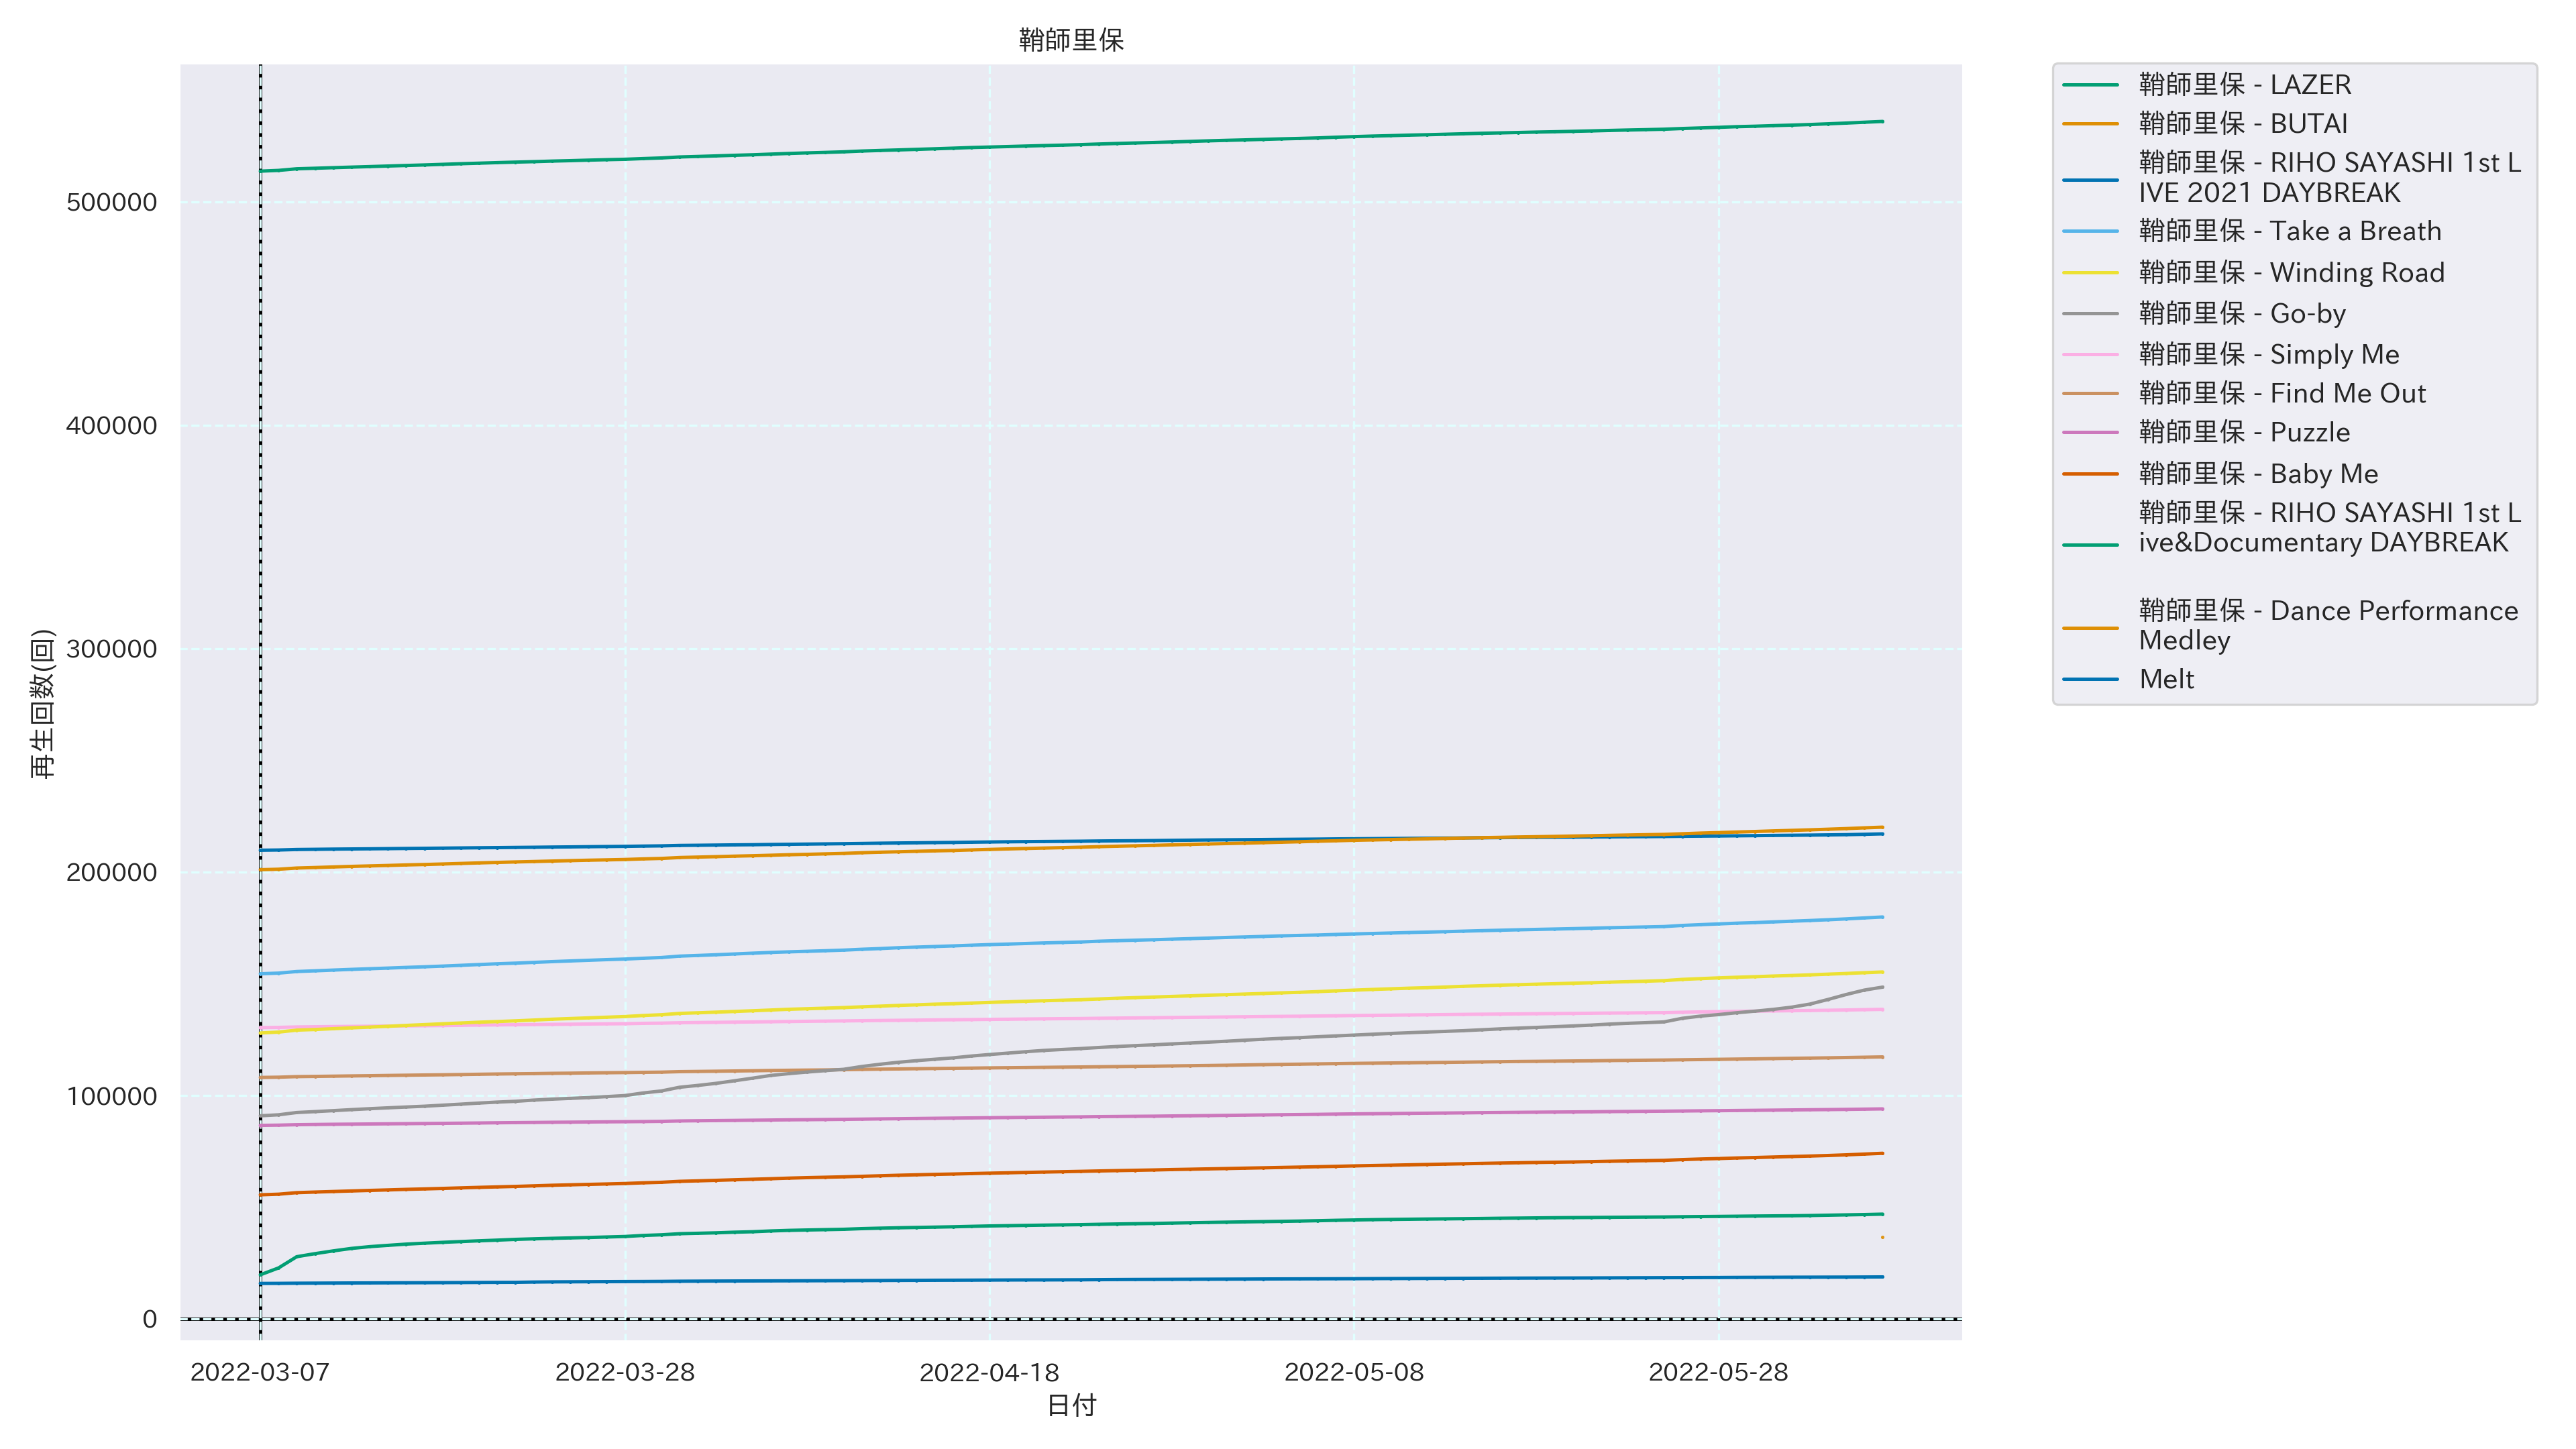 鞘師里保
500000
400000
300000
200000
100000
0
再生回数(回)
2022-03-07
2022-03-28
2022-04-18
2022-05-08
2022-05-28
日付
鞘師里保 - LAZER
鞘師里保 - BUTAI
鞘師里保 - RIHO SAYASHI 1st L
IVE 2021 DAYBREAK
鞘師里保 - Take a Breath
鞘師里保 - Winding Road
鞘師里保 - Go-by
鞘師里保 - Simply Me
鞘師里保 - Find Me Out
鞘師里保 - Puzzle
鞘師里保 - Baby Me
鞘師里保 - RIHO SAYASHI 1st L
ive&Documentary DAYBREAK
鞘師里保 - Dance Performance
Medley
Melt